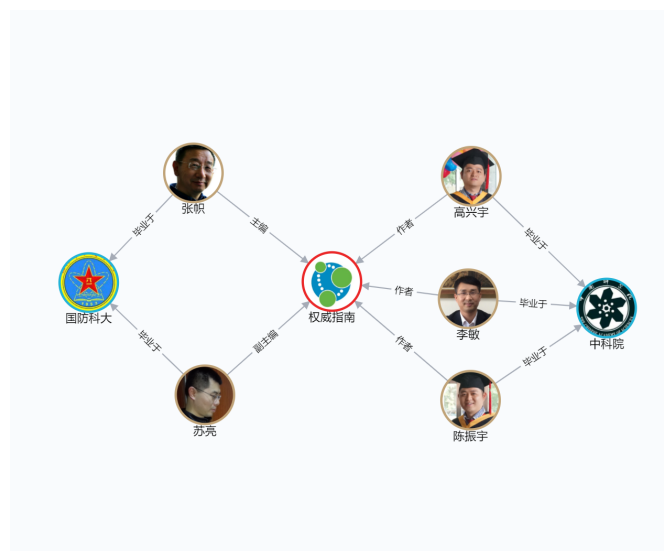 张帜
高兴宇
毕业于
主编
作者
毕业于
国防科大
权威指南
作者
毕业于
李敏
中科院
毕业于
副主编
作者
毕业于
苏亮
陈振宇